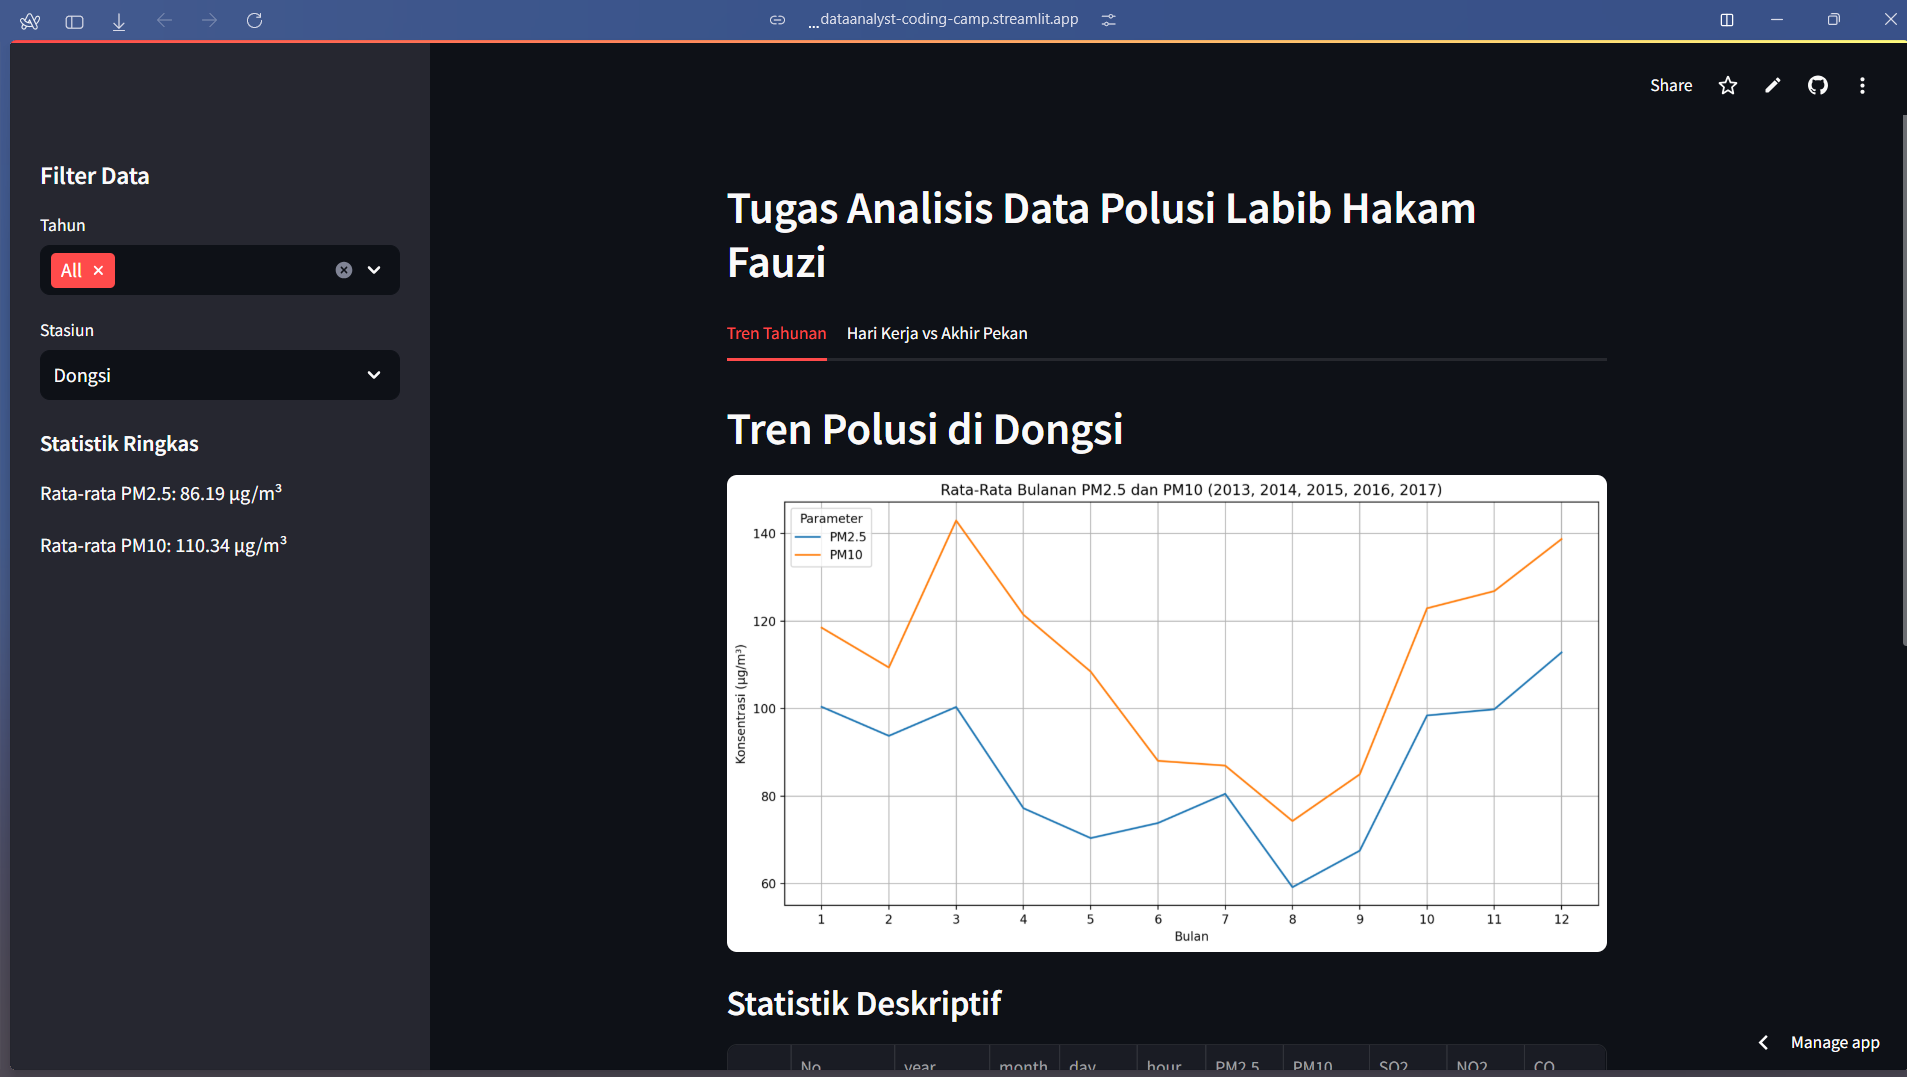 ...dataanalyst-coding-camp.streamlit.app
Share
Filter Data
Tahun
All
Stasiun
Dongsi
Statistik Ringkas
Rata-rata PM2.5: 86.19 µg/m³
Rata-rata PM10: 110.34 µg/m³
Tugas Analisis Data Polusi Labib Hakam
Fauzi
Tren Tahunan
Hari Kerja vs Akhir Pekan
Tren Polusi di Dongsi
Rata-Rata Bulanan PM2.5 dan PM10 (2013, 2014, 2015, 2016, 2017)
Parameter
PM2.5
PM10
Konsentrasi (µg/m³)
140
120
100
80
60
1 2 3 4 5 6 7 8 9 10 11 12
Bulan
Statistik Deskriptif
No year month day hour PM2.5 PM10 SO2 NO2 CO
Manage app